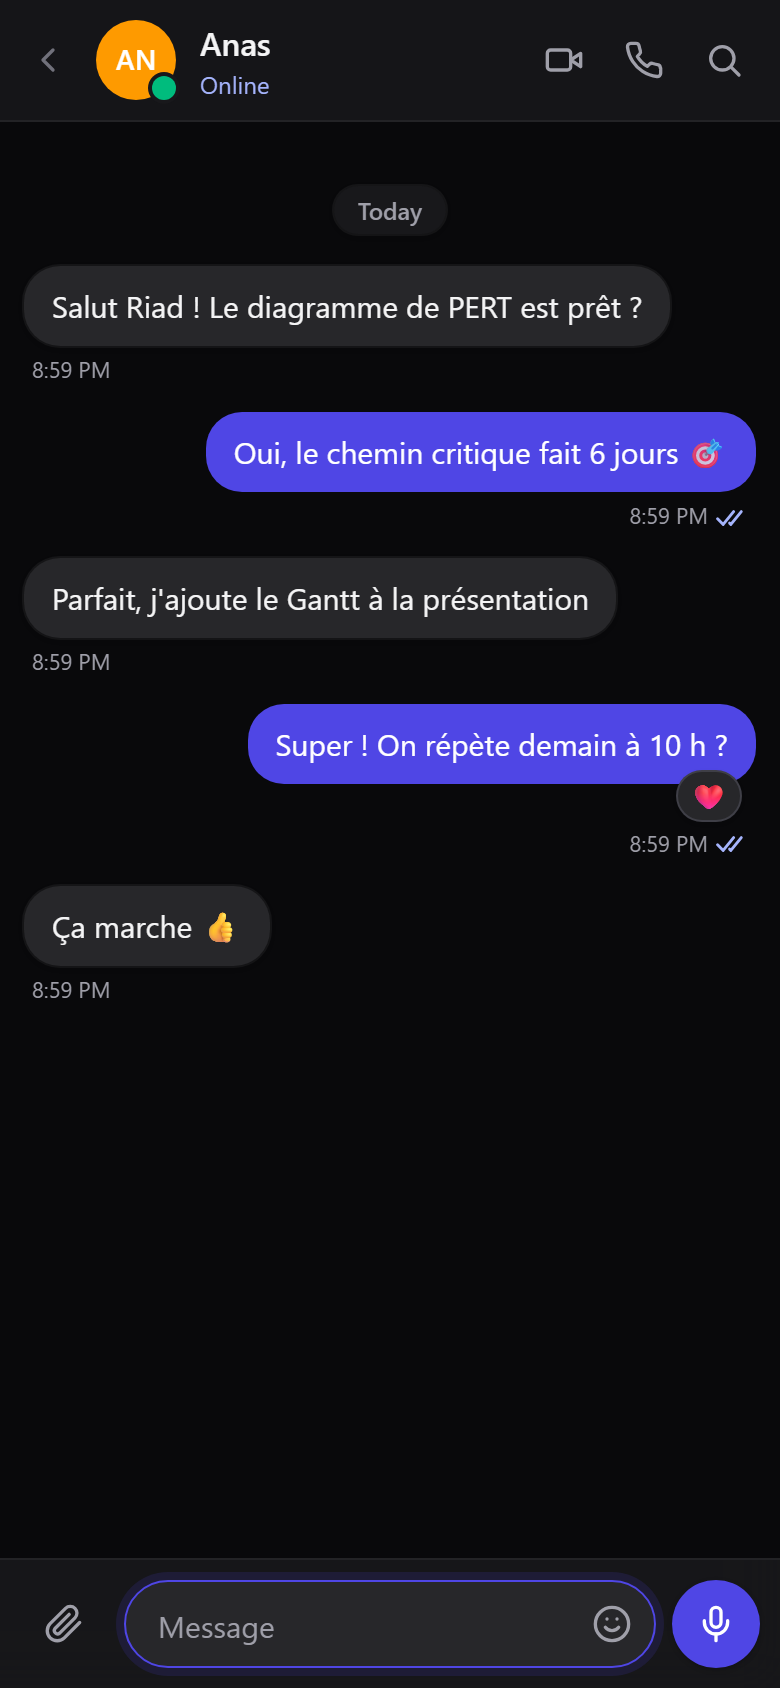 AN
Anas
Online
Today
Salut Riad ! Le diagramme de PERT est prêt ?
8:59 PM
Oui, le chemin critique fait 6 jours 🎯
8:59 PM
Parfait, j'ajoute le Gantt à la présentation
8:59 PM
Super ! On répète demain à 10 h ?
❤️
8:59 PM
Ça marche 👍
8:59 PM
Message